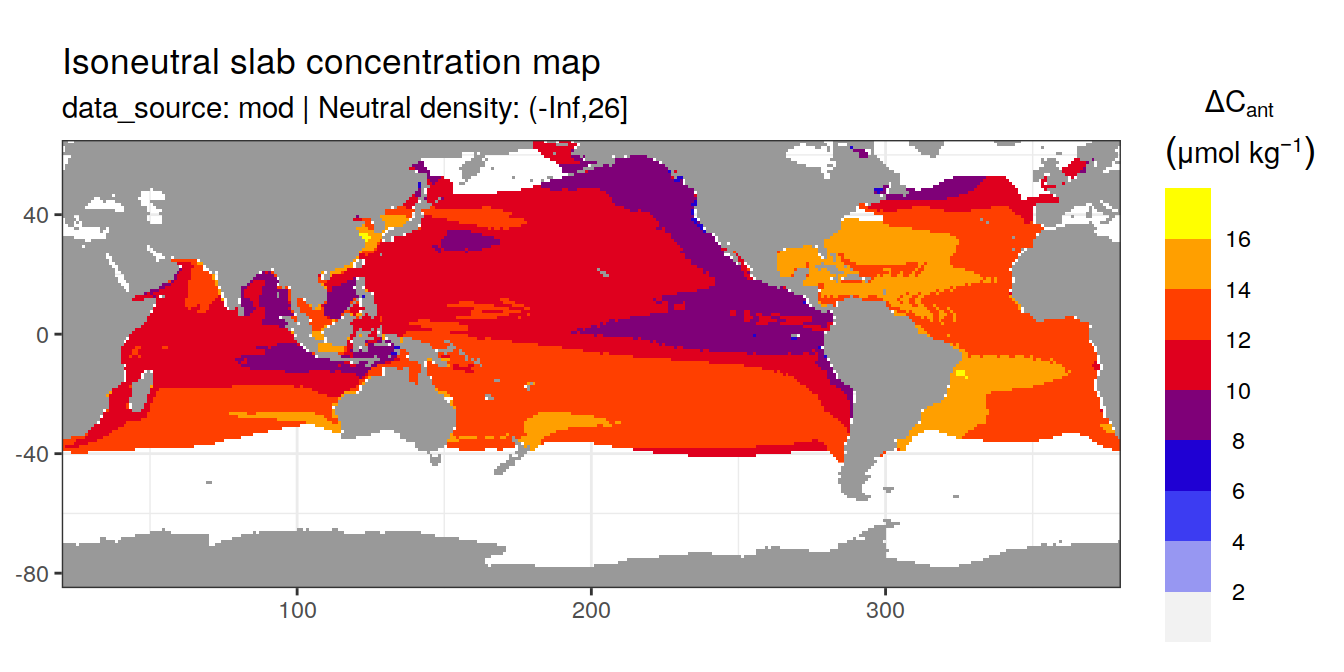 Isoneutral slab concentration map
data_source: mod | Neutral density: (-Inf,26]
ΔCant
(μmol kg−1)
16
14
12
10
8
6
4
2
40
0
-40
-80
100 200 300